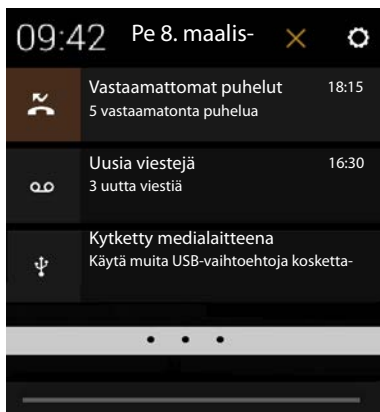 09:42 Pe 8. maalis-
Vastaamattomat puhelut 18:15
5 vastaamatonta puhelua
Uusia viestejä 16:30
3 uutta viestiä
Kytketty medialaitteena
Käytä muita USB-vaihtoehtoja kosketta-